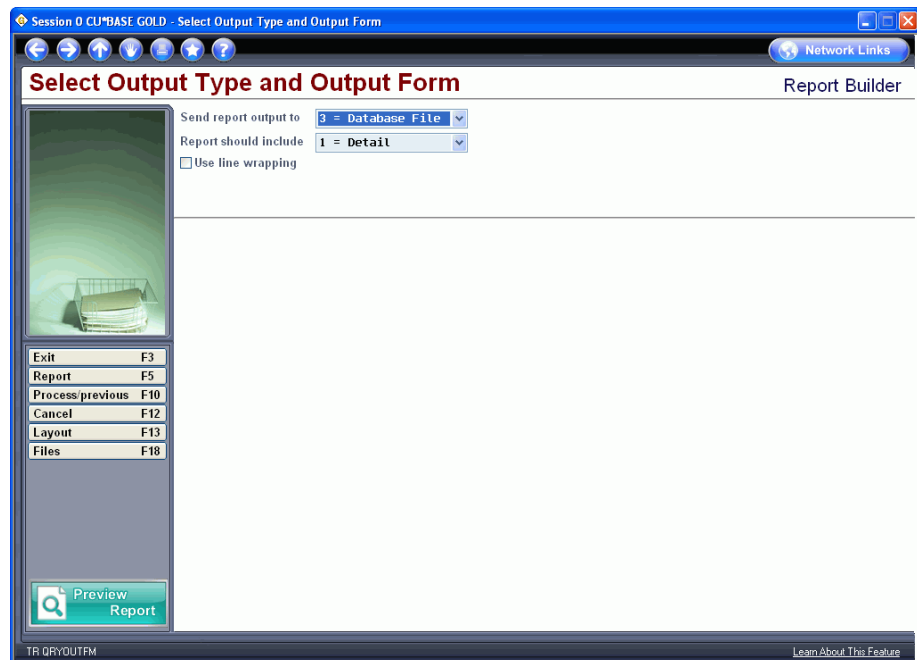 Session 0 CU*BASE GOLD - Select Output Type and Output Form
Network Links
Select Output Type and Output Form
Report Builder
Send report output to 3 = Database File
Report should include 1 = Detail
Use line wrapping
Exit F3
Report F5
Process/previous F10
Cancel F12
Layout F13
Files F18
Preview
Report
TR QRYOUTFM
Learn About This Feature